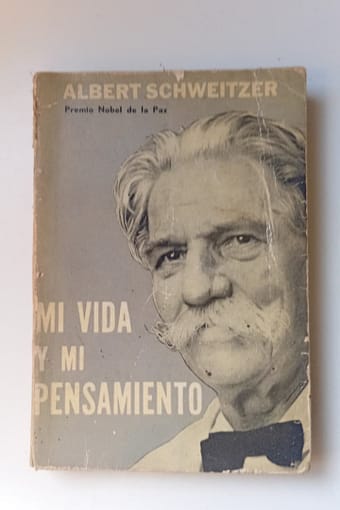 ALBERT SCHWEITZER
Premio Nobel de la Paz
MI VIDA
Y MI
PENSAMIENTO